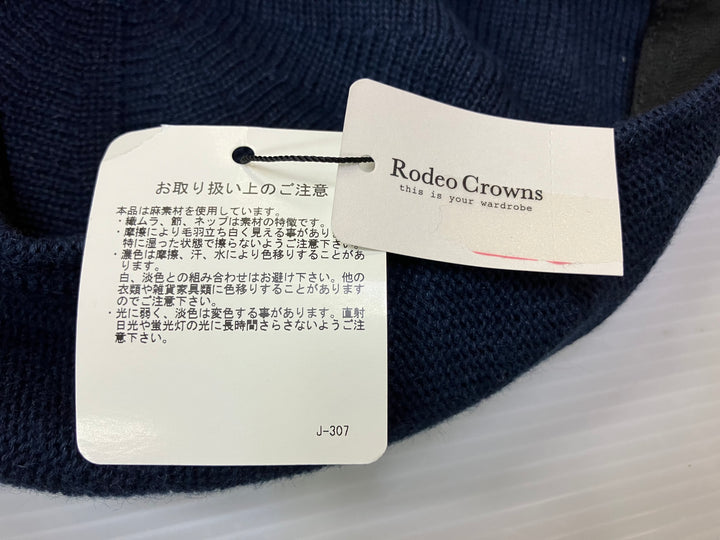 お取り扱い上のご注意
本品は麻素材を使用しています。
・織ムラ、節、ネップは素材の特徴です。
・摩擦により毛羽立ち白く見える事があり、
特に湿った状態で擦らないようご注意下さい。
・濃色は摩擦、汗、水により色移りすることがあ
ります。
白、淡色との組み合わせはお避け下さい。他の
衣類や雑貨家具類に色移りすることがあります
のでご注意下さい。
・光に弱く、淡色は変色する事があります。直射
日光や蛍光灯の光に長時間さらさないようご注
意下さい。
J-307
Rodeo Crowns
this is your wardrobe